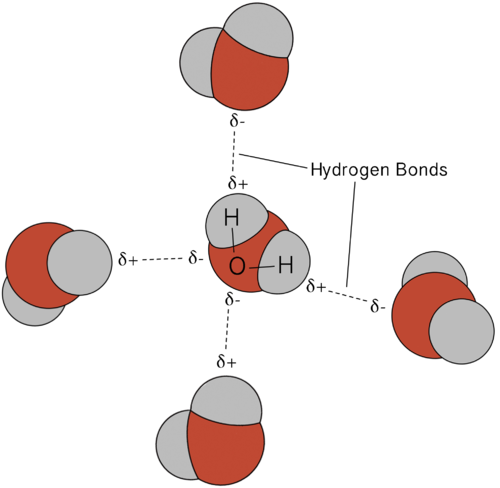 δ-
Hydrogen Bonds
δ+
H
δ+ δ- O H
δ+ δ-
δ-
δ+